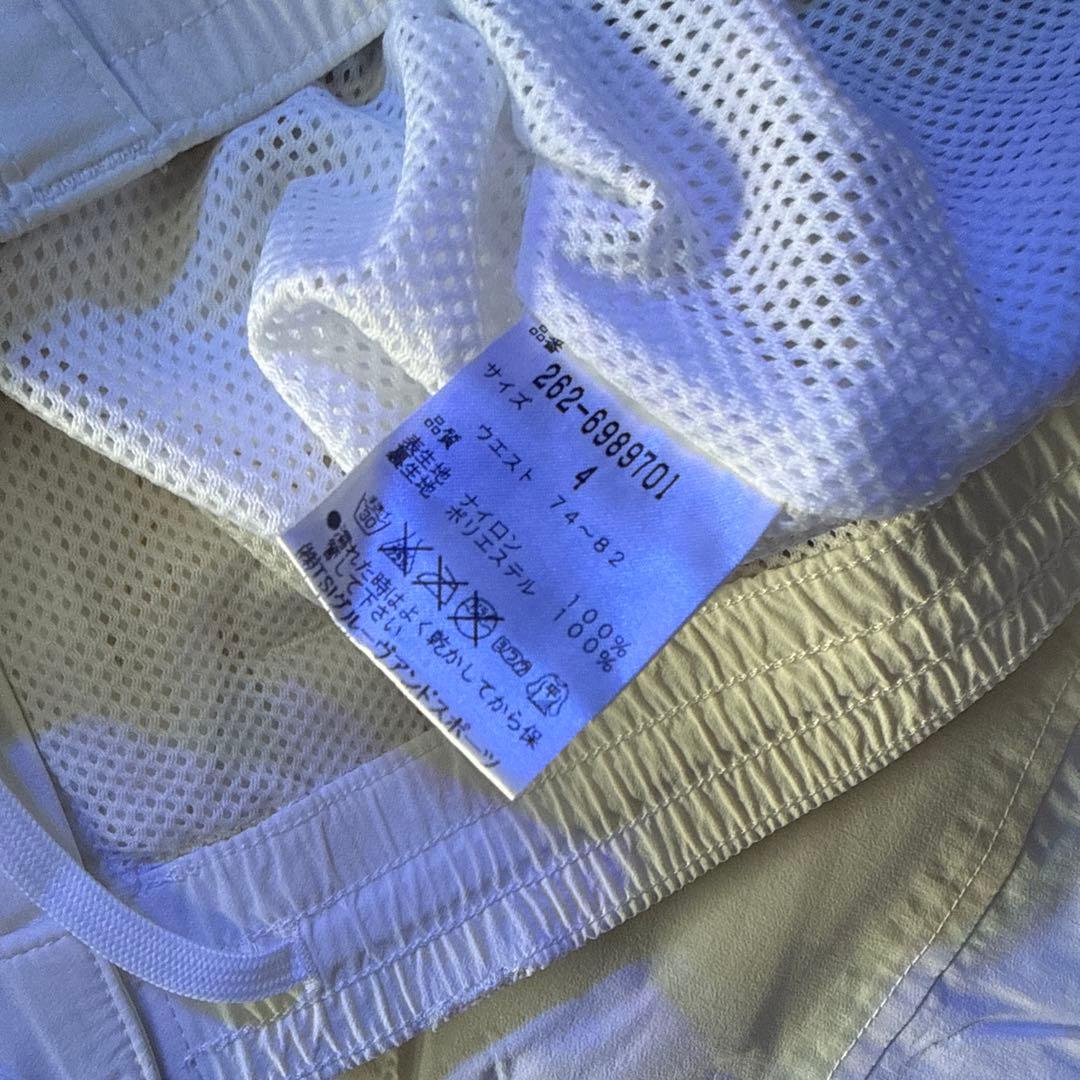 品番
262-6989701
サイズ 4
ウエスト 74~82
品質
表生地 ナイロン 100%
裏生地 ポリエステル 100%
30 中
●濡れた時はよく乾かしてから保
管して下さい
(株)TSIグルーヴアンドスポーツ